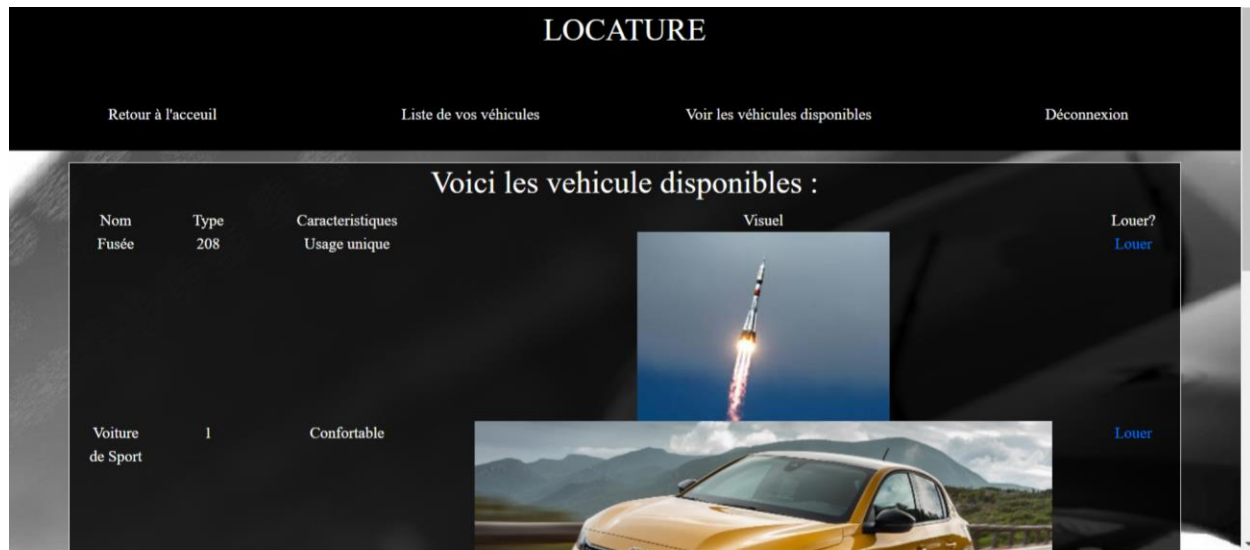 LOCATURE
Retour à l'acceuil Liste de vos véhicules Voir les véhicules disponibles Déconnexion
Voici les vehicule disponibles :
Nom Type Caracteristiques Visuel Louer?
Fusée 208 Usage unique Louer
Voiture 1 Confortable Louer
de Sport